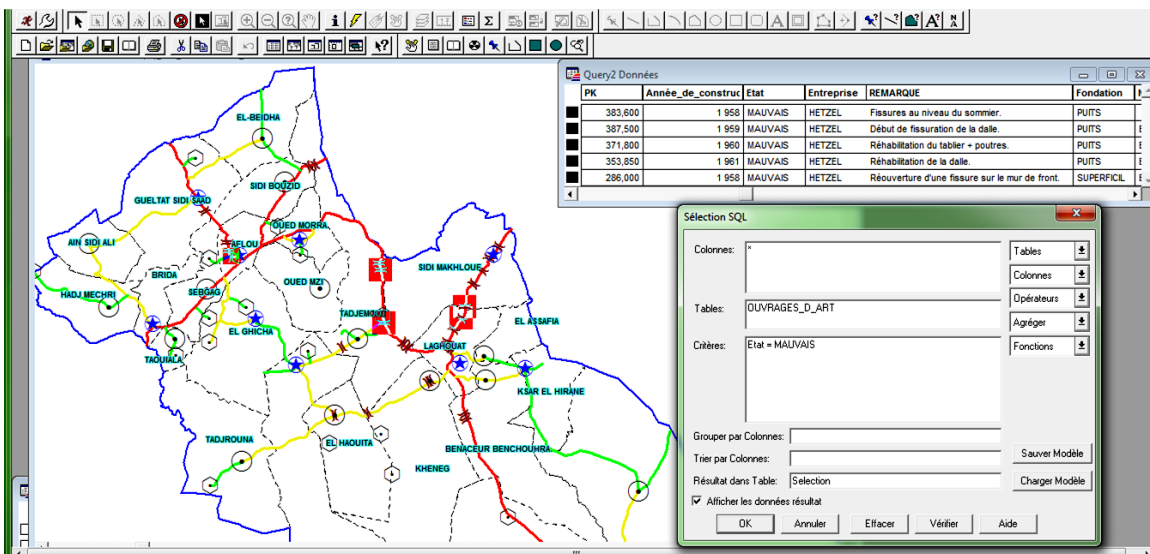 Query2 Données
PK Année_de_construc Etat Entreprise REMARQUE Fondation
383,600 1 958 MAUVAIS HETZEL Fissures au niveau du sommier. PUITS
387,500 1 959 MAUVAIS HETZEL Début de fissuration de la dalle. PUITS
371,800 1 960 MAUVAIS HETZEL Réhabilitation du tablier + poutres. PUITS
353,850 1 961 MAUVAIS HETZEL Réhabilitation de la dalle. PUITS
286,000 1 958 MAUVAIS HETZEL Réouverture d'une fissure sur le mur de front. SUPERFICIL
EL-BEIDHA
SIDI BOUZID
GUELTAT SIDI SAAD
OUED MORRA
AIN SIDI ALI
AFLOU
BRIDA
SIDI MAKHLOUF
OUED MZI
HADJ MECHRI
SEBGAG
TADJEMOUT
EL ASSAFIA
EL GHICHA
LAGHOUAT
TAOUIALA
KSAR EL HIRANE
TADJROUNA
EL HAOUITA
BENACEUR BENCHOUHRA
KHENEG
Sélection SQL
Colonnes: * Tables
Colonnes
Opérateurs
Tables: OUVRAGES_D_ART
Agréger
Critères: Etat = MAUVAIS Fonctions
Grouper par Colonnes:
Trier par Colonnes: Sauver Modèle
Résultat dans Table: Selection Charger Modèle
Afficher les données résultat
OK Annuler Effacer Vérifier Aide